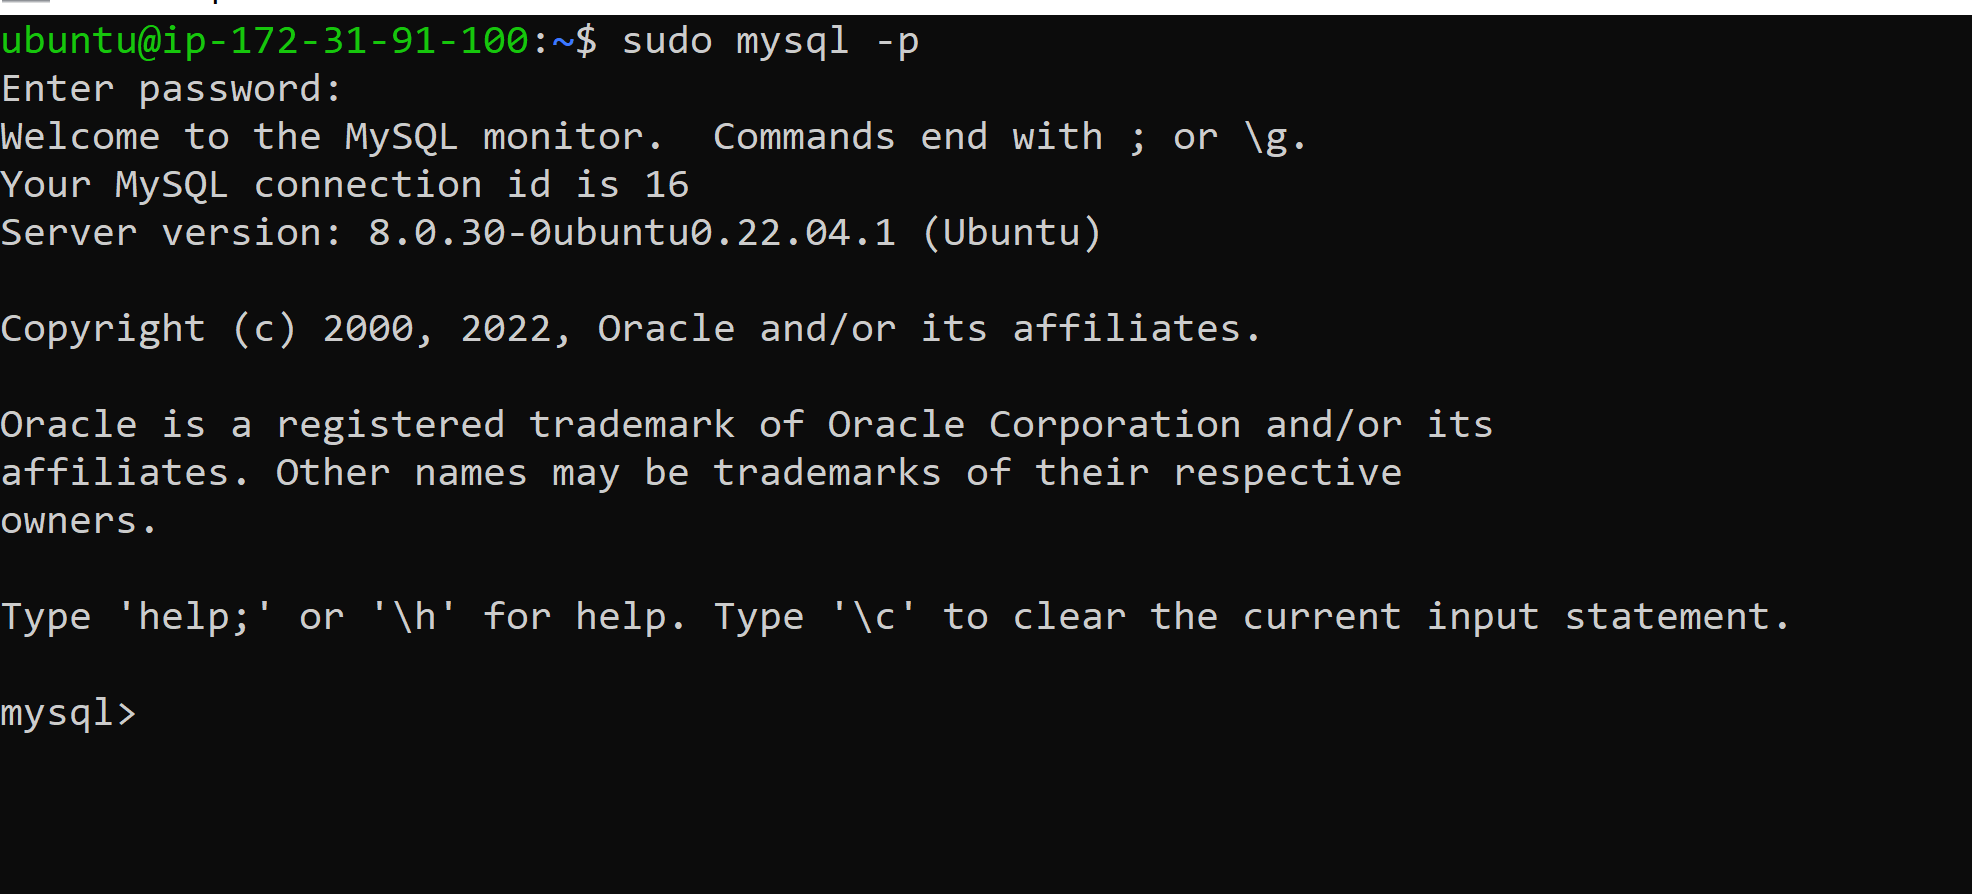 ubuntu@ip-172-31-91-100:~$ sudo mysql -p
Enter password:
Welcome to the MySQL monitor.  Commands end with ; or \g.
Your MySQL connection id is 16
Server version: 8.0.30-0ubuntu0.22.04.1 (Ubuntu)

Copyright (c) 2000, 2022, Oracle and/or its affiliates.

Oracle is a registered trademark of Oracle Corporation and/or its
affiliates. Other names may be trademarks of their respective
owners.

Type 'help;' or '\h' for help. Type '\c' to clear the current input statement.

mysql>